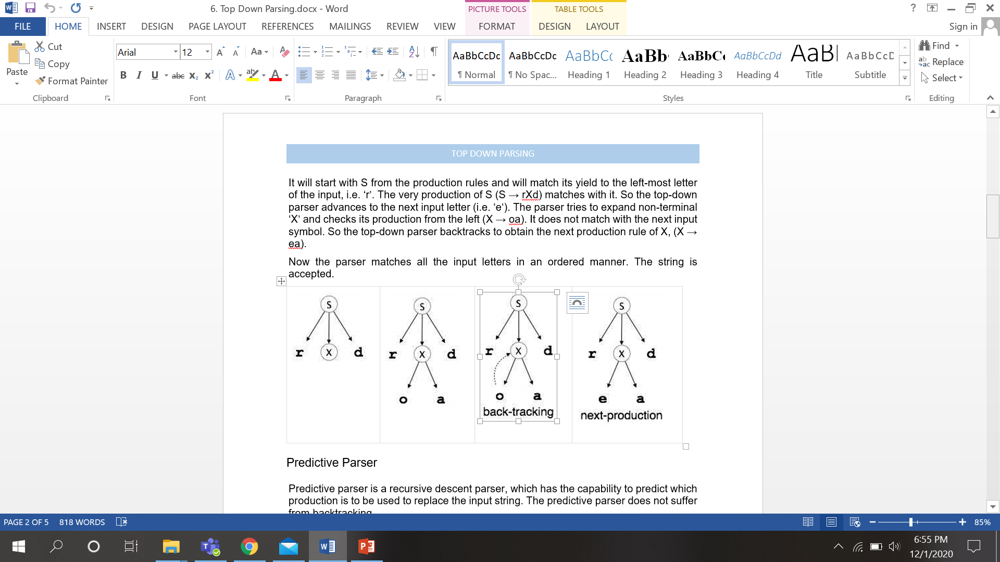 6. Top Down Parsing.docx - Word
PICTURE TOOLS
TABLE TOOLS
?
FILE HOME INSERT DESIGN PAGE LAYOUT REFERENCES MAILINGS REVIEW VIEW FORMAT DESIGN LAYOUT Sign in
Paste
Cut
Copy
Format Painter
Clipboard
Arial 12
Aa
B I U abc X₂ X² A ab A
Font
Paragraph
AaBbCcDc AaBbCcDc AaBbCc AaBb AaBbCc AaBbCcDd AaBl AaBbCcD
¶ Normal ¶ No Spac... Heading 1 Heading 2 Heading 3 Heading 4 Title Subtitle
Styles
Find
Replace
Select
Editing
TOP DOWN PARSING
It will start with S from the production rules and will match its yield to the left-most letter
of the input, i.e. ‘r’. The very production of S (S → rXd) matches with it. So the top-down
parser advances to the next input letter (i.e. ‘e’). The parser tries to expand non-terminal
‘X’ and checks its production from the left (X → oa). It does not match with the next input
symbol. So the top-down parser backtracks to obtain the next production rule of X, (X →
ea).
Now the parser matches all the input letters in an ordered manner. The string is
accepted.
S
r X d
S
r X d
o a
S
r X d
o a
back-tracking
S
r X d
e a
next-production
Predictive Parser
Predictive parser is a recursive descent parser, which has the capability to predict which
production is to be used to replace the input string. The predictive parser does not suffer
from backtracking.
PAGE 2 OF 5 818 WORDS 85%
6:55 PM
12/1/2020